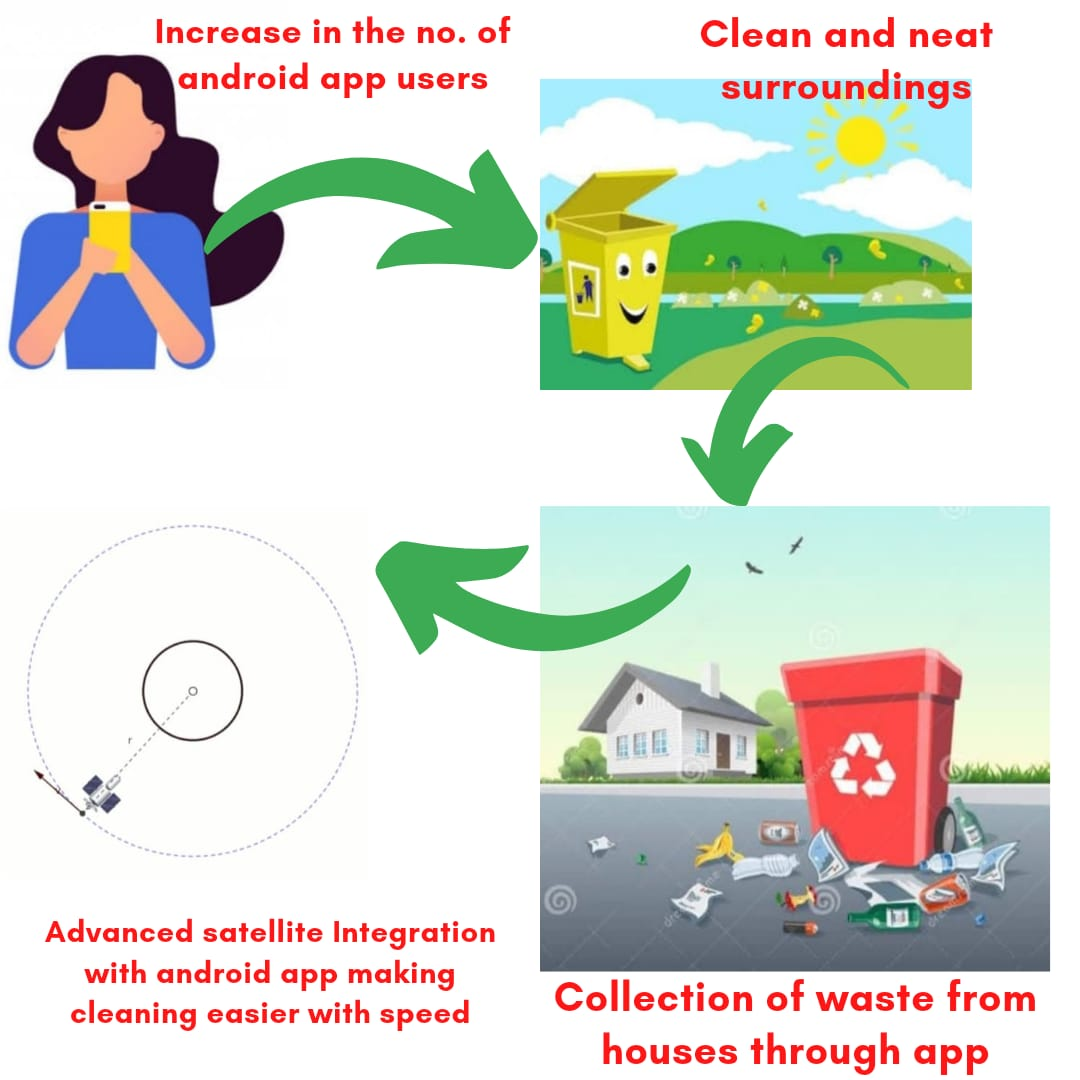 Increase in the no. of
android app users
Clean and neat
surroundings
r
Advanced satellite Integration
with android app making
cleaning easier with speed
Collection of waste from
houses through app